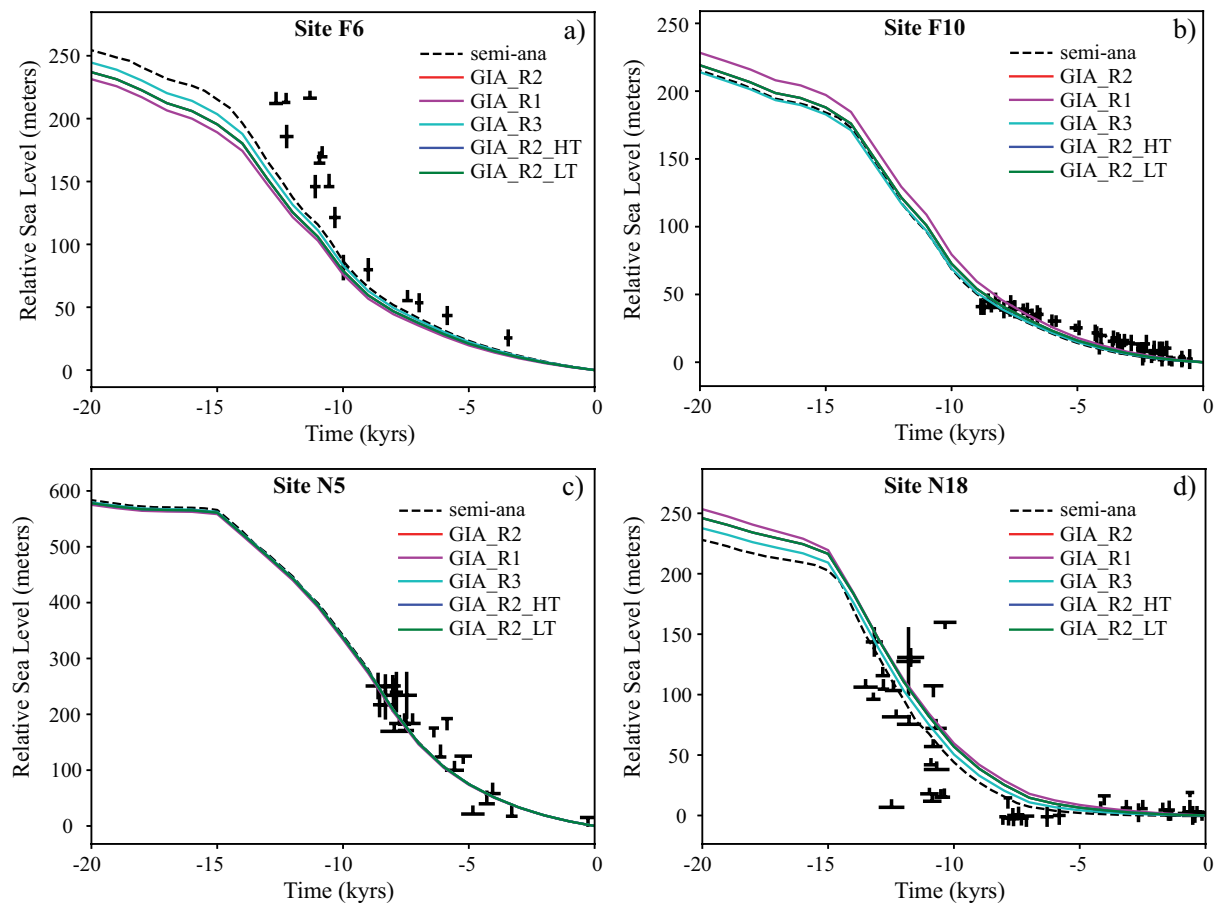 Site F6
a)
semi-ana
GIA_R2
GIA_R1
GIA_R3
GIA_R2_HT
GIA_R2_LT
Relative Sea Level (meters)
250
200
150
100
50
0
-20
-15
-10
-5
0
Time (kyrs)
Site F10
b)
semi-ana
GIA_R2
GIA_R1
GIA_R3
GIA_R2_HT
GIA_R2_LT
Relative Sea Level (meters)
250
200
150
100
50
0
-20
-15
-10
-5
0
Time (kyrs)
Site N5
c)
semi-ana
GIA_R2
GIA_R1
GIA_R3
GIA_R2_HT
GIA_R2_LT
Relative Sea Level (meters)
600
500
400
300
200
100
0
-20
-15
-10
-5
0
Time (kyrs)
Site N18
d)
semi-ana
GIA_R2
GIA_R1
GIA_R3
GIA_R2_HT
GIA_R2_LT
Relative Sea Level (meters)
250
200
150
100
50
0
-20
-15
-10
-5
0
Time (kyrs)